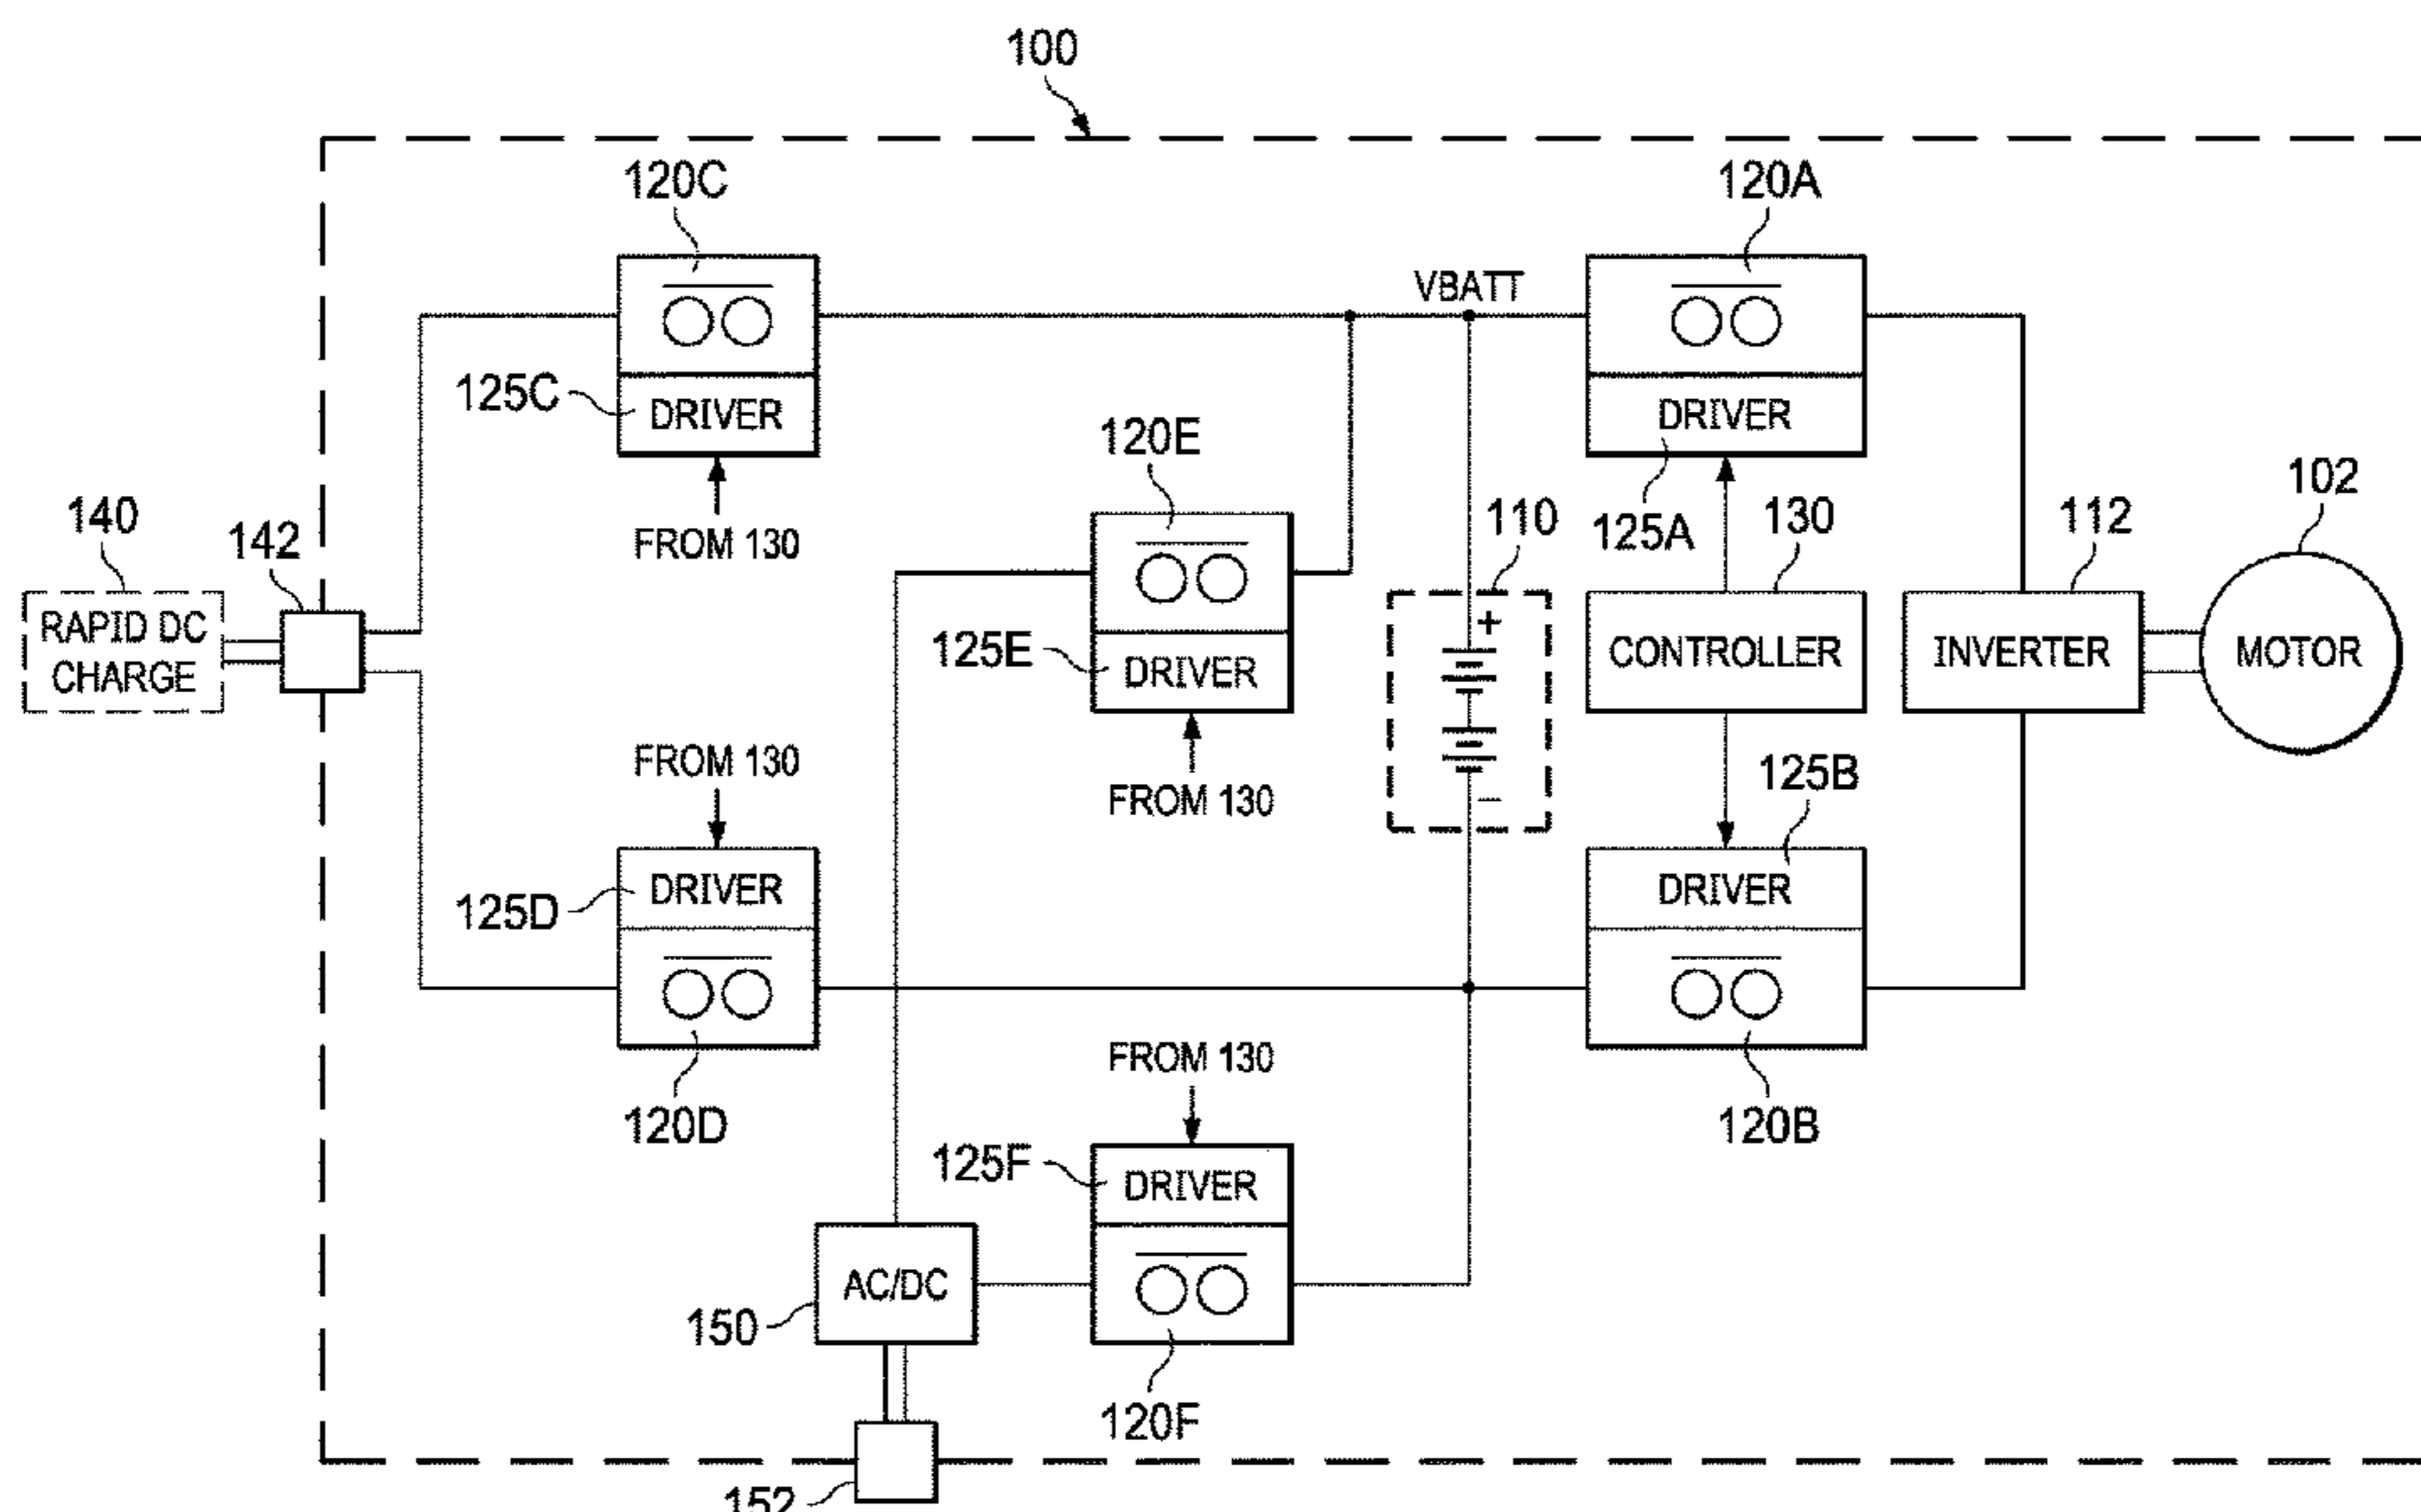 100
120C
120A
VBATT
125C
DRIVER
DRIVER
120E
140
142
FROM 130
110
125A
130
112
102
RAPID DC
CHARGE
125E
DRIVER
+
CONTROLLER
INVERTER
MOTOR
FROM 130
FROM 130
–
125B
125D
DRIVER
DRIVER
FROM 130
120D
120B
125F
DRIVER
150
AC/DC
120F
152